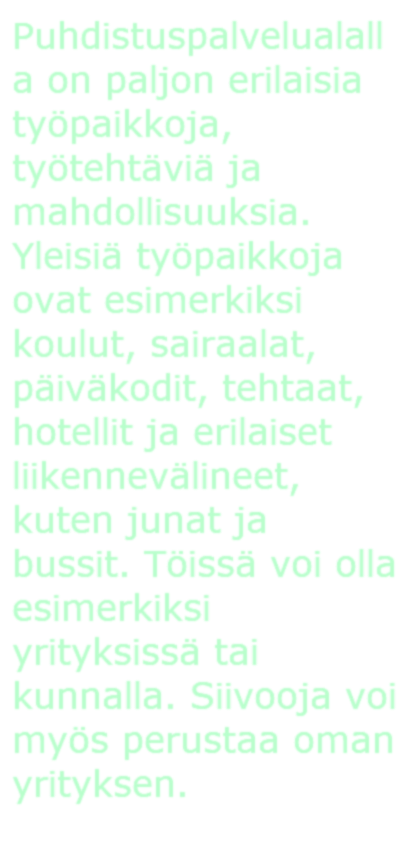 Puhdistuspalvelualall
a on paljon erilaisia
työpaikkoja,
työtehtäviä ja
mahdollisuuksia.
Yleisiä työpaikkoja
ovat esimerkiksi
koulut, sairaalat,
päiväkodit, tehtaat,
hotellit ja erilaiset
liikennevälineet,
kuten junat ja
bussit. Töissä voi olla
esimerkiksi
yrityksissä tai
kunnalla. Siivooja voi
myös perustaa oman
yrityksen.